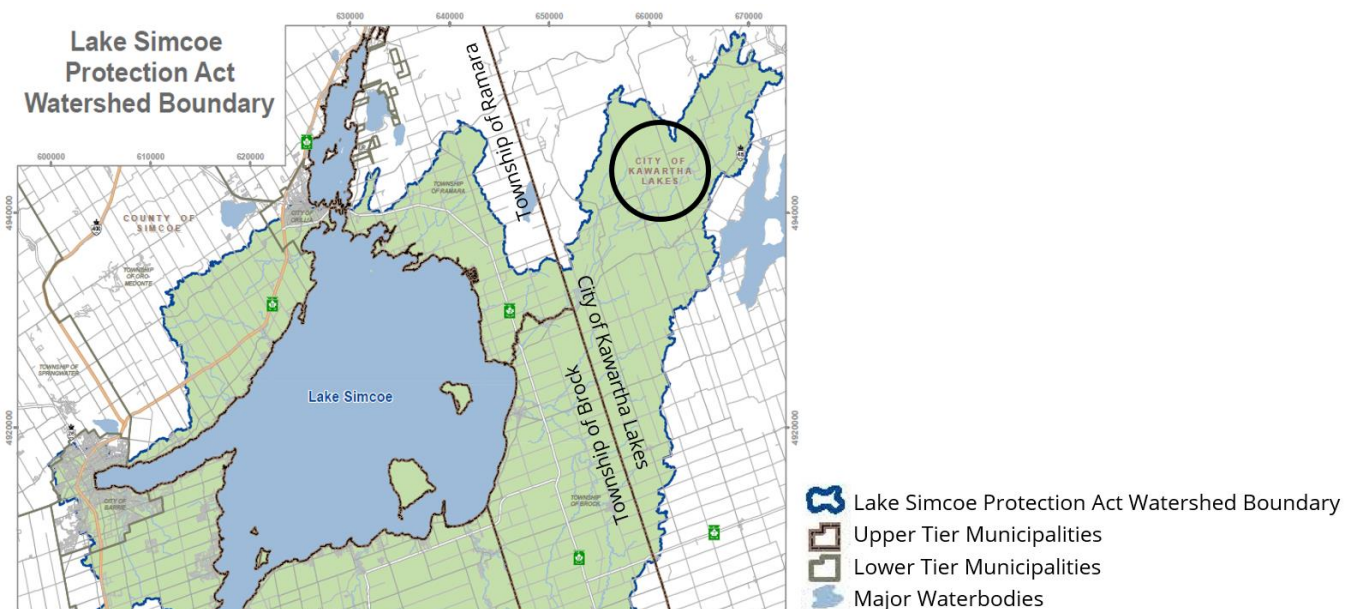 Lake Simcoe
Protection Act
Watershed Boundary
630000
640000
650000
660000
670000
600000
610000
620000
4940000
4940000
4920000
4920000
COUNTY OF
SIMCOE
TOWNSHIP
OF ORO-
MEDONTE
TOWNSHIP OF
SPRINGWATER
CITY OF
ORILLIA
TOWNSHIP
OF RAMARA
Township of Ramara
CITY OF
KAWARTHA
LAKES
City of Kawartha Lakes
Township of Brock
Lake Simcoe
CITY OF
BARRIE
TOWNSHIP
OF BROCK
Lake Simcoe Protection Act Watershed Boundary
Upper Tier Municipalities
Lower Tier Municipalities
Major Waterbodies